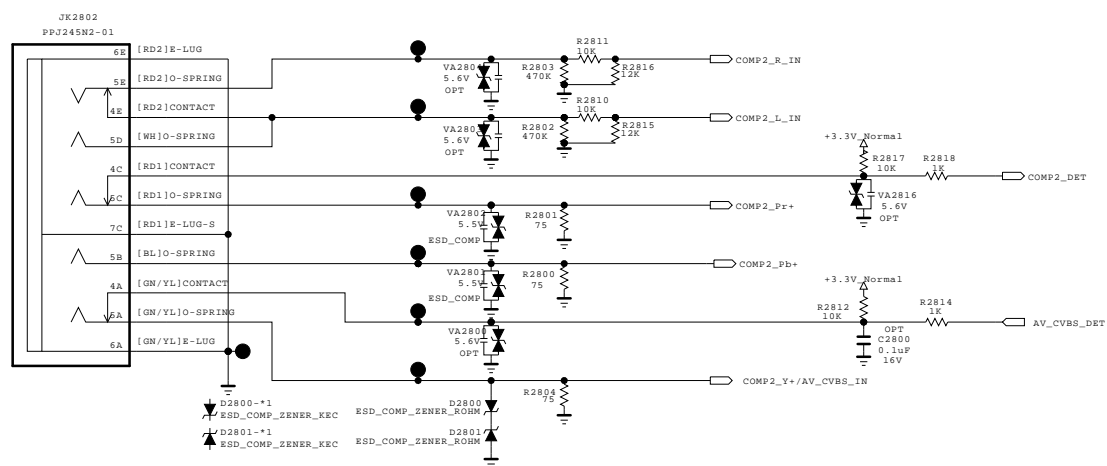 JK2802
PPJ245N2-01
6E
[RD2]E-LUG
5E
[RD2]O-SPRING
4E
[RD2]CONTACT
5D
[WH]O-SPRING
4C
[RD1]CONTACT
5C
[RD1]O-SPRING
7C
[RD1]E-LUG-S
5B
[BL]O-SPRING
4A
[GN/YL]CONTACT
5A
[GN/YL]O-SPRING
6A
[GN/YL]E-LUG
5.6V
OPT
R2803
470K
R2811
10K
R2816
12K
COMP2_R_IN
5.6V
OPT
R2802
470K
R2810
10K
R2815
12K
COMP2_L_IN
+3.3V_Normal
R2817
10K
R2818
1K
COMP2_DET
VA2816
5.6V
OPT
VA2802
5.5V
ESD_COMP
R2801
75
COMP2_Pr+
VA2801
5.5V
ESD_COMP
R2800
75
COMP2_Pb+
+3.3V_Normal
R2812
10K
R2814
1K
AV_CVBS_DET
VA2800
5.6V
OPT
OPT
C2800
0.1uF
16V
COMP2_Y+/AV_CVBS_IN
R2804
75
D2800-*1
ESD_COMP_ZENER_KEC
D2801-*1
ESD_COMP_ZENER_KEC
D2800
ESD_COMP_ZENER_ROHM
D2801
ESD_COMP_ZENER_ROHM